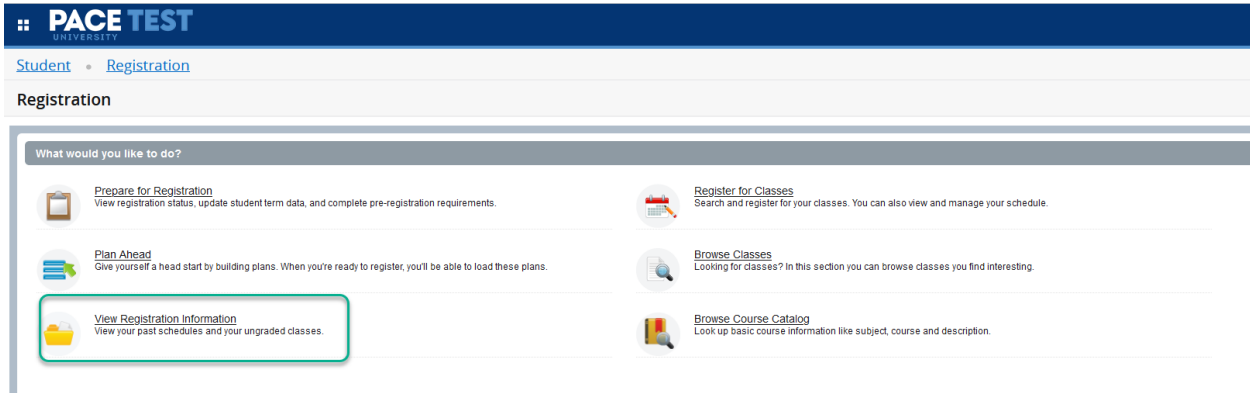 PACE TEST
UNIVERSITY
Student • Registration
Registration
What would you like to do?
Prepare for Registration
View registration status, update student term data, and complete pre-registration requirements.
Register for Classes
Search and register for your classes. You can also view and manage your schedule.
Plan Ahead
Give yourself a head start by building plans. When you're ready to register, you'll be able to load these plans.
Browse Classes
Looking for classes? In this section you can browse classes you find interesting.
View Registration Information
View your past schedules and your ungraded classes.
Browse Course Catalog
Look up basic course information like subject, course and description.